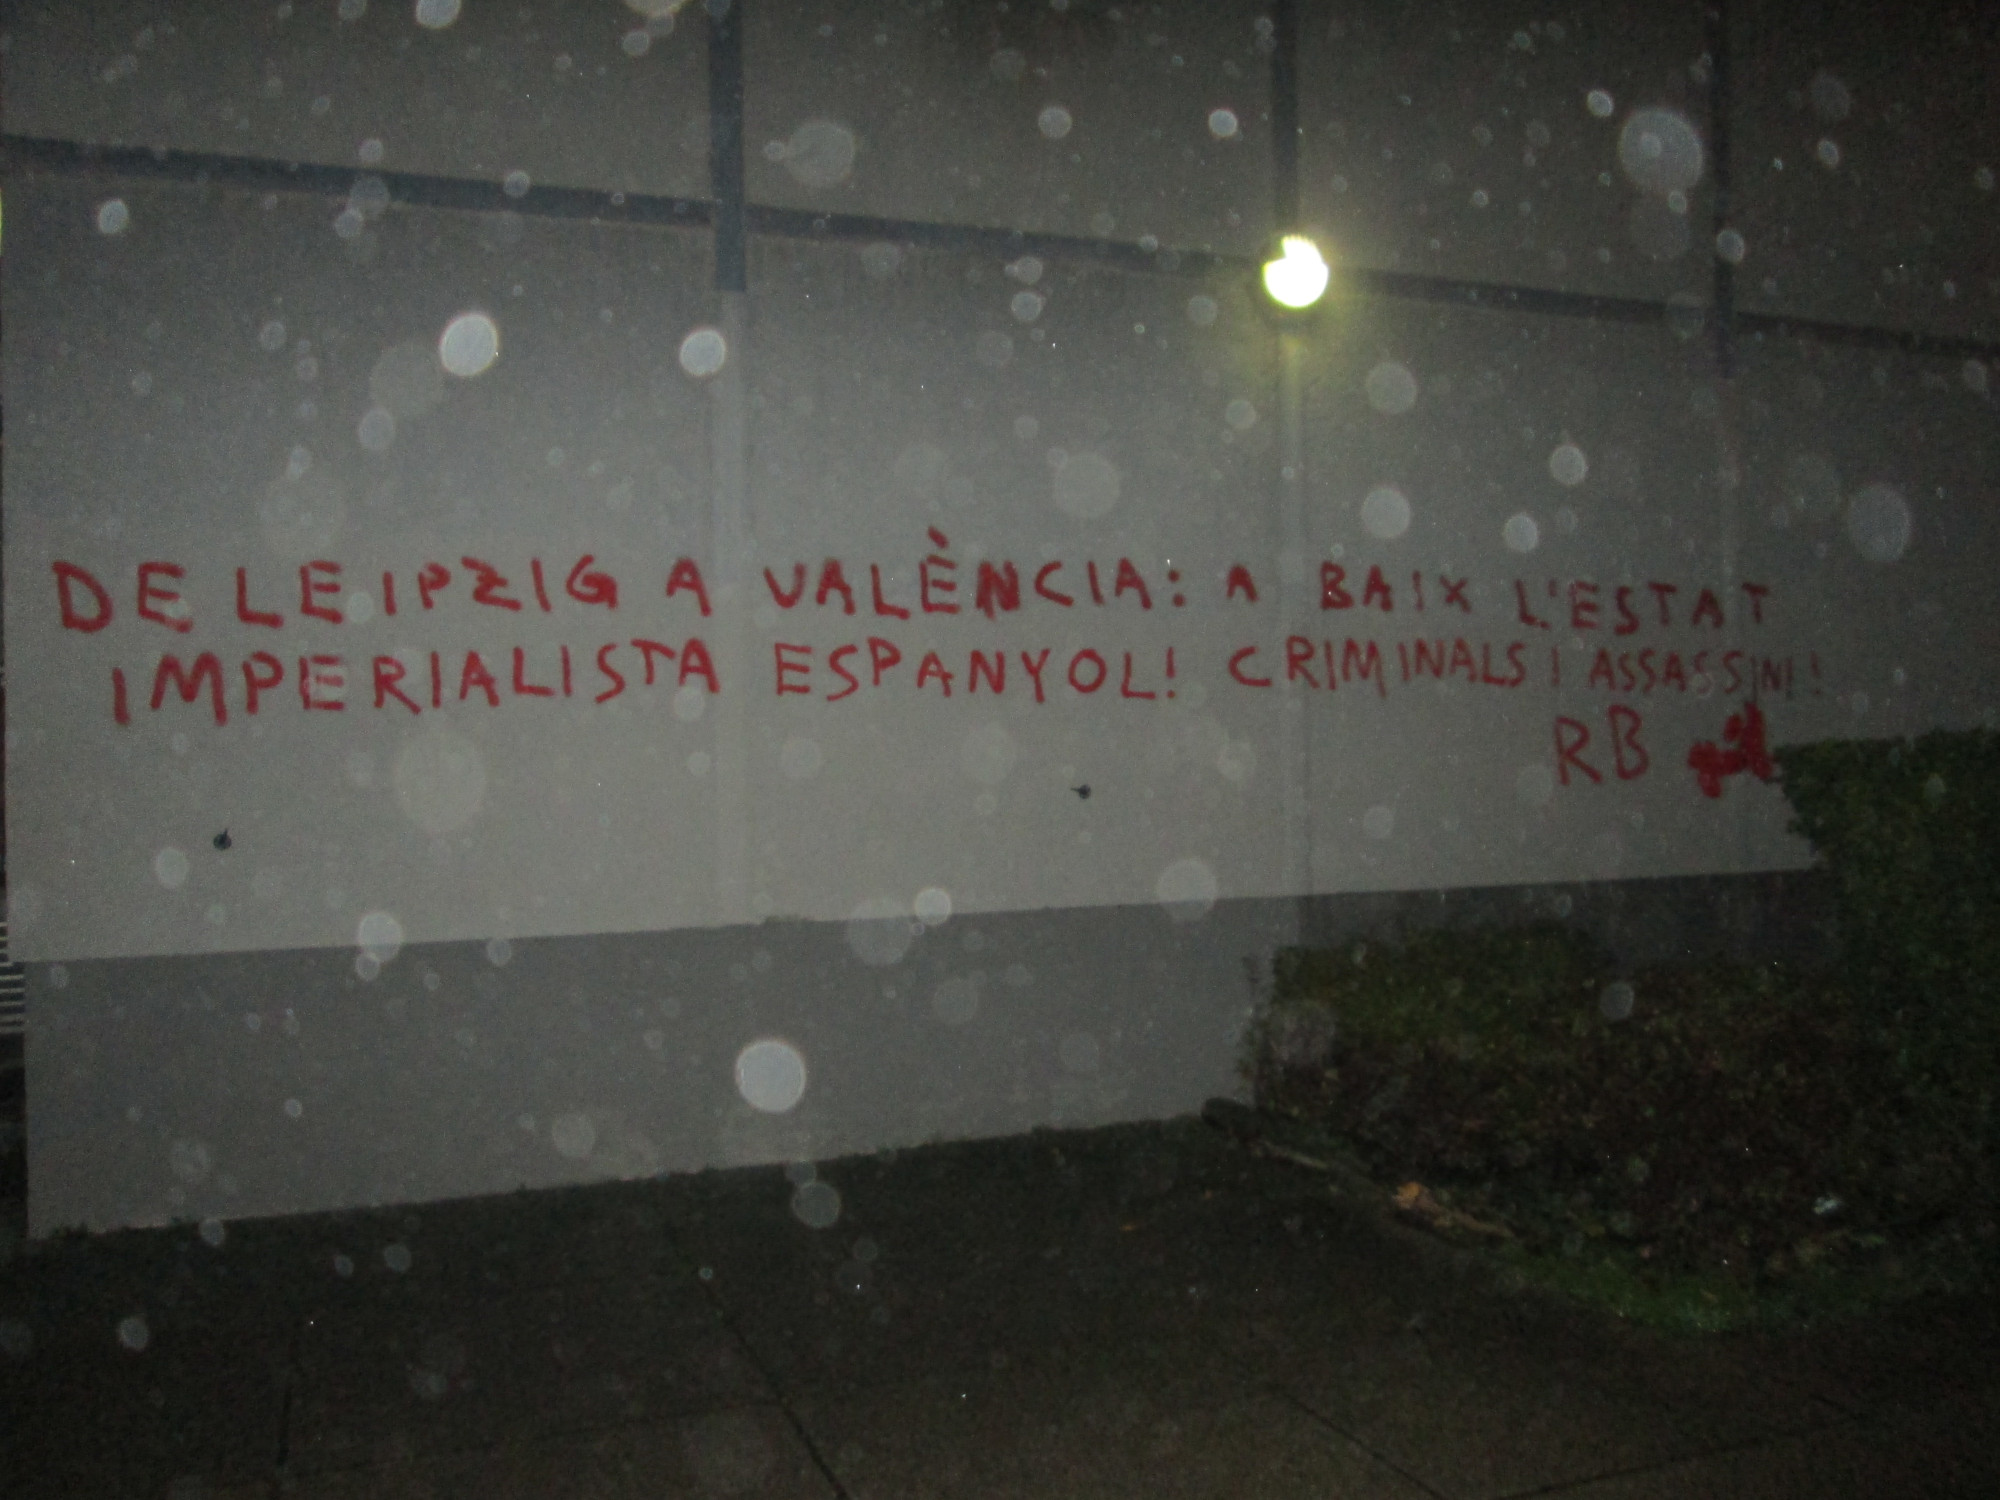 DE LEIPZIG A VALÈNCIA: A BAIX L'ESTAT
IMPERIALISTA ESPANYOL! CRIMINALS I ASSASSINS!
RB